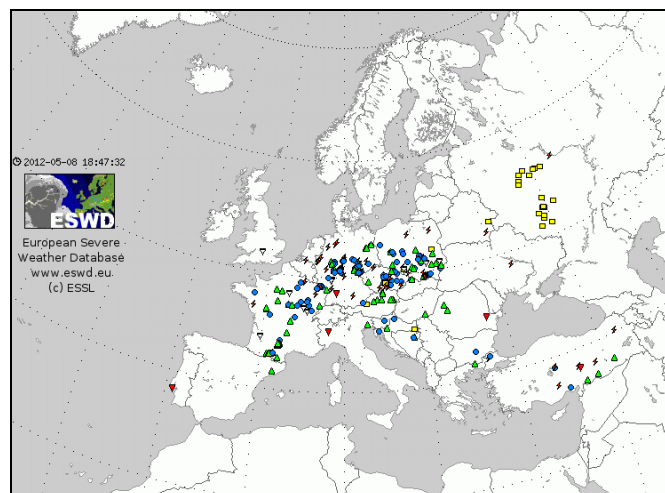 2012-05-08 18:47:32
ESWD
European Severe
Weather Database
www.eswd.eu
(c) ESSL